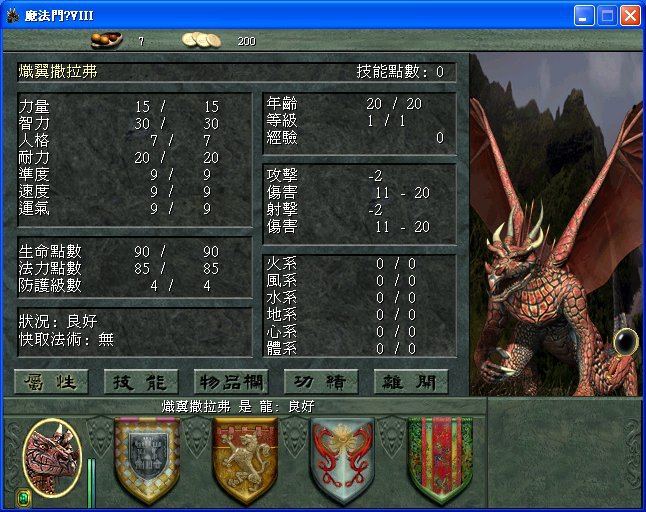 魔法門?VIII
7 200
熾翼撒拉弗 技能點數: 0
力量 15 / 15
智力 30 / 30
人格 7 / 7
耐力 20 / 20
準度 9 / 9
速度 9 / 9
運氣 9 / 9
生命點數 90 / 90
法力點數 85 / 85
防護級數 4 / 4
狀況: 良好
快取法術: 無
年齡 20 / 20
等級 1 / 1
經驗 0
攻擊 -2
傷害 11 - 20
射擊 -2
傷害 11 - 20
火系 0 / 0
風系 0 / 0
水系 0 / 0
地系 0 / 0
心系 0 / 0
體系 0 / 0
屬性 技能 物品欄 功績 離開
熾翼撒拉弗 是 龍: 良好